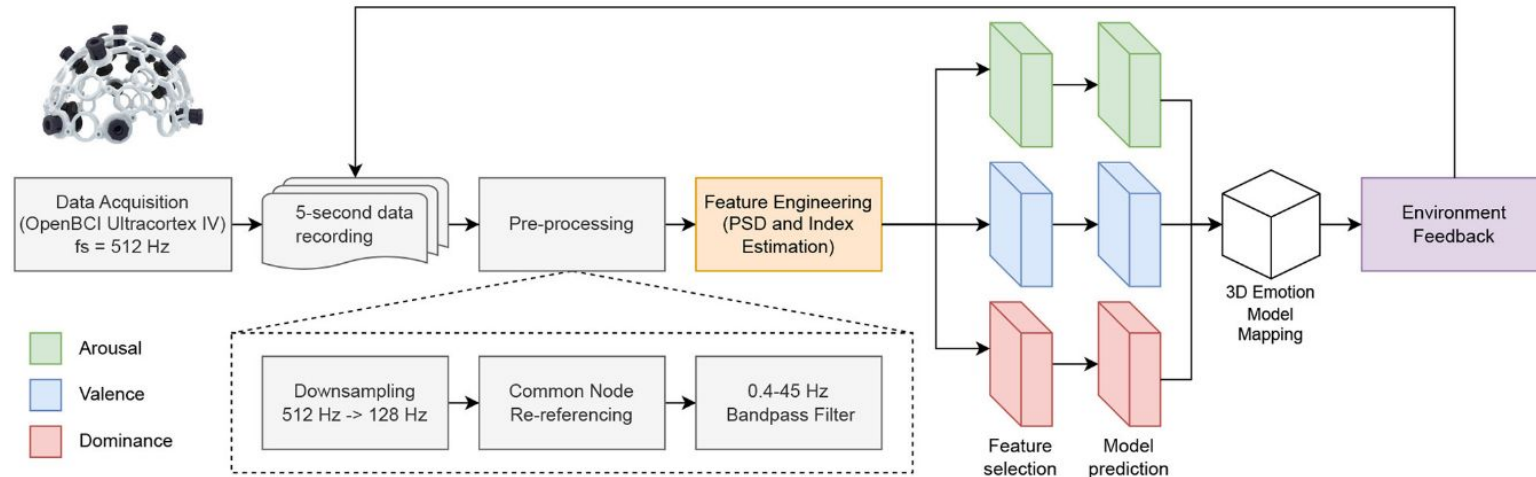 Data Acquisition
(OpenBCI Ultracortex IV)
fs = 512 Hz
5-second data
recording
Pre-processing
Feature Engineering
(PSD and Index
Estimation)
3D Emotion
Model
Mapping
Environment
Feedback
Arousal
Valence
Dominance
Downsampling
512 Hz -> 128 Hz
Common Node
Re-referencing
0.4-45 Hz
Bandpass Filter
Feature
selection
Model
prediction